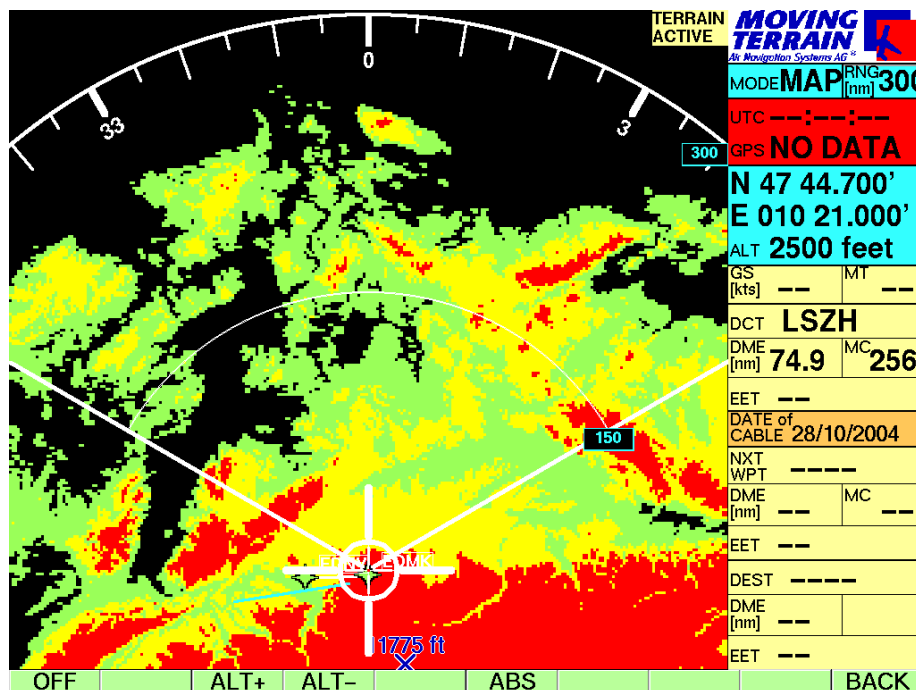 TERRAIN
ACTIVE
MOVING
TERRAIN
Air Navigation Systems AG ®
MODE MAP RNG [nm] 300
UTC --:--:--
GPS NO DATA
N 47 44.700'
E 010 21.000'
ALT 2500 feet
GS [kts] -- MT --
DCT LSZH
DME [nm] 74.9 MC 256
EET --
DATE of
CABLE 28/10/2004
NXT
WPT ----
DME [nm] -- MC --
EET --
DEST ----
DME [nm] --
EET --
0
33
3
300
150
EDMK
11775 ft
OFF ALT+ ALT- ABS BACK